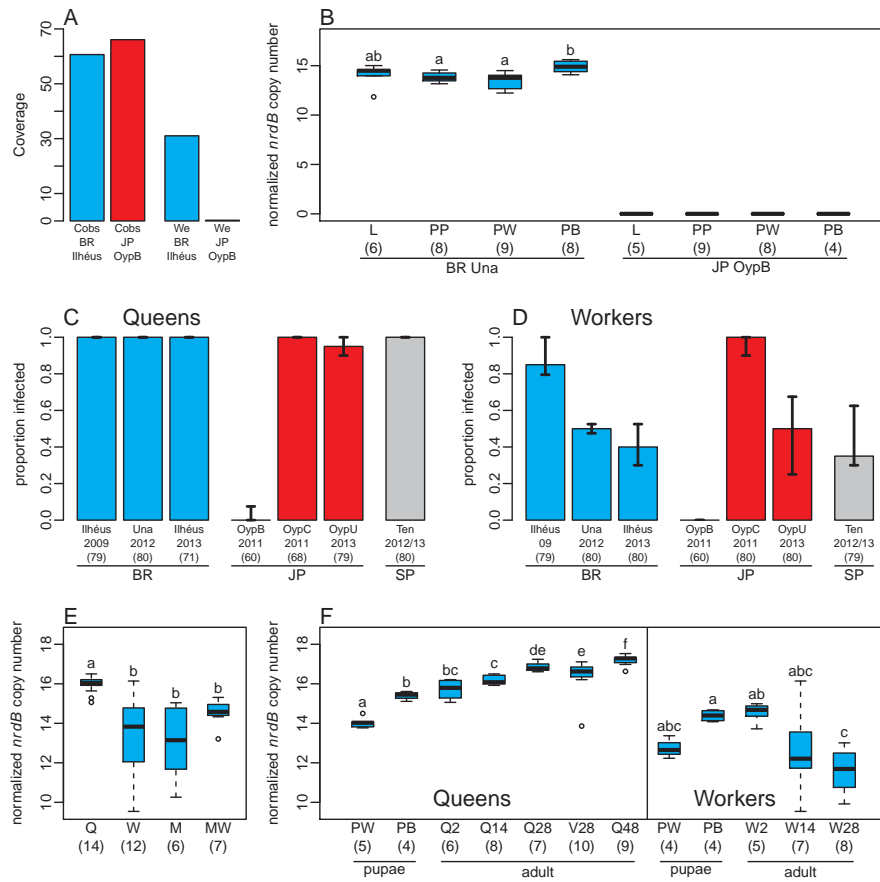 A
Coverage
60
50
30
10
0
Cobs Cobs We We
BR JP BR JP
Ilhéus OypB Ilhéus OypB
B
normalized nrdB copy number
15
10
5
0
ab a a b
L PP PW PB L PP PW PB
(6) (8) (9) (8) (5) (9) (8) (4)
BR Una JP OypB
C Queens
proportion infected
1.0
0.8
0.6
0.4
0.2
0.0
Ilhéus Una Ilhéus OypB OypC OypU Ten
2009 2012 2013 2011 2011 2013 2012/13
(79) (80) (71) (60) (68) (79) (80)
BR JP SP
D Workers
proportion infected
1.0
0.8
0.6
0.4
0.2
0.0
Ilhéus Una Ilhéus OypB OypC OypU Ten
09 2012 2013 2011 2011 2013 2012/13
(79) (80) (80) (60) (80) (80) (79)
BR JP SP
E
normalized nrdB copy number
18
16
14
12
10
a b b b
Q W M MW
(14) (12) (6) (7)
F
normalized nrdB copy number
18
16
14
12
10
a b bc c de e f
abc a ab abc c
Queens Workers
PW PB Q2 Q14 Q28 V28 Q48 PW PB W2 W14 W28
(5) (4) (6) (8) (7) (10) (9) (4) (4) (5) (7) (8)
pupae adult pupae adult